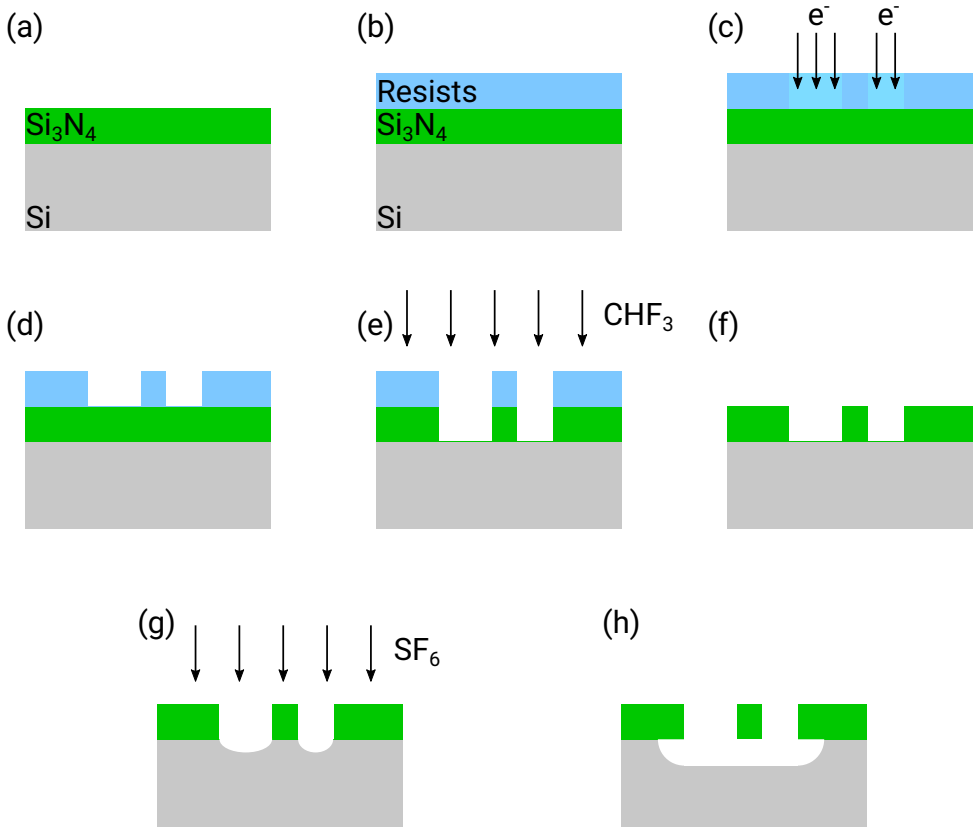 (a)
Si₃N₄
Si
(b)
Resists
Si₃N₄
Si
(c)
e⁻ e⁻
(d)
(e)
CHF₃
(f)
(g)
SF₆
(h)